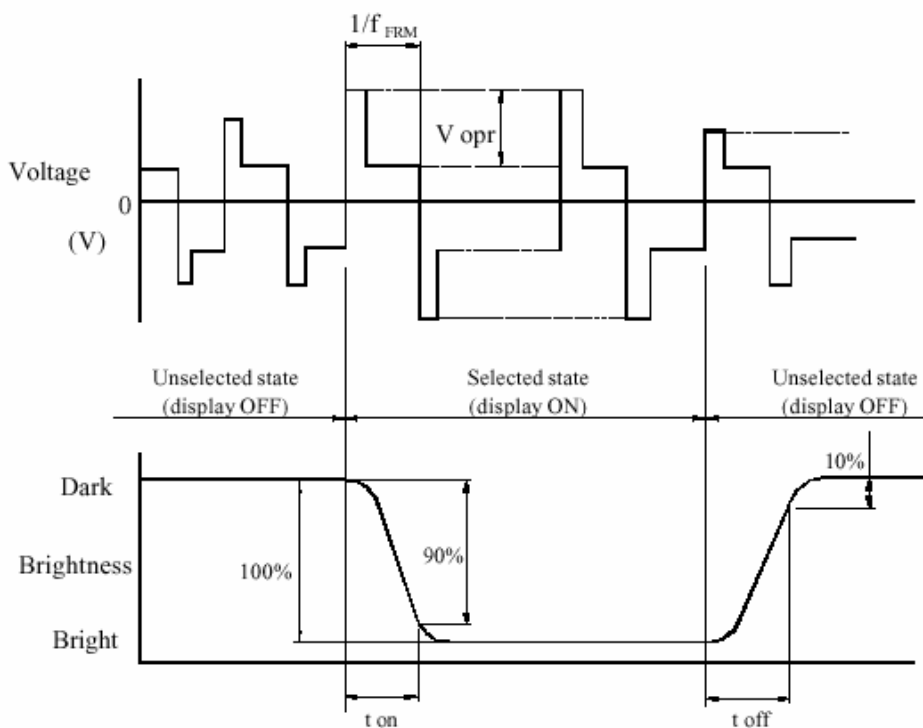 1/f FRM
V opr
Voltage
0
(V)
Unselected state
(display OFF)
Selected state
(display ON)
Unselected state
(display OFF)
10%
Dark
90%
100%
Brightness
Bright
t on
t off